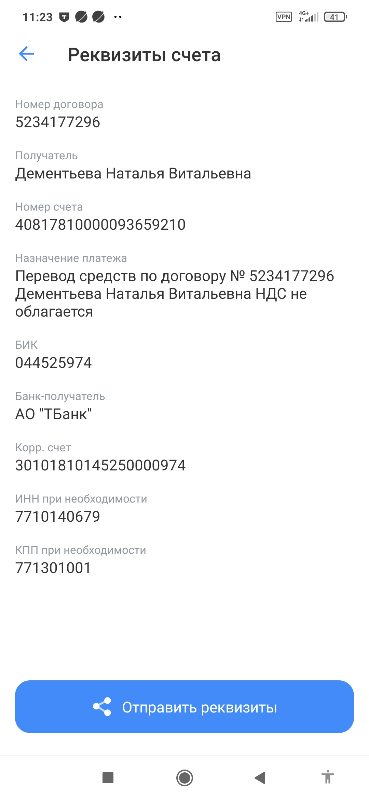 11:23
VPN
4G+
41
Реквизиты счета
Номер договора
5234177296
Получатель
Дементьева Наталья Витальевна
Номер счета
40817810000093659210
Назначение платежа
Перевод средств по договору № 5234177296
Дементьева Наталья Витальевна НДС не
облагается
БИК
044525974
Банк-получатель
АО "ТБанк"
Корр. счет
30101810145250000974
ИНН при необходимости
7710140679
КПП при необходимости
771301001
Отправить реквизиты